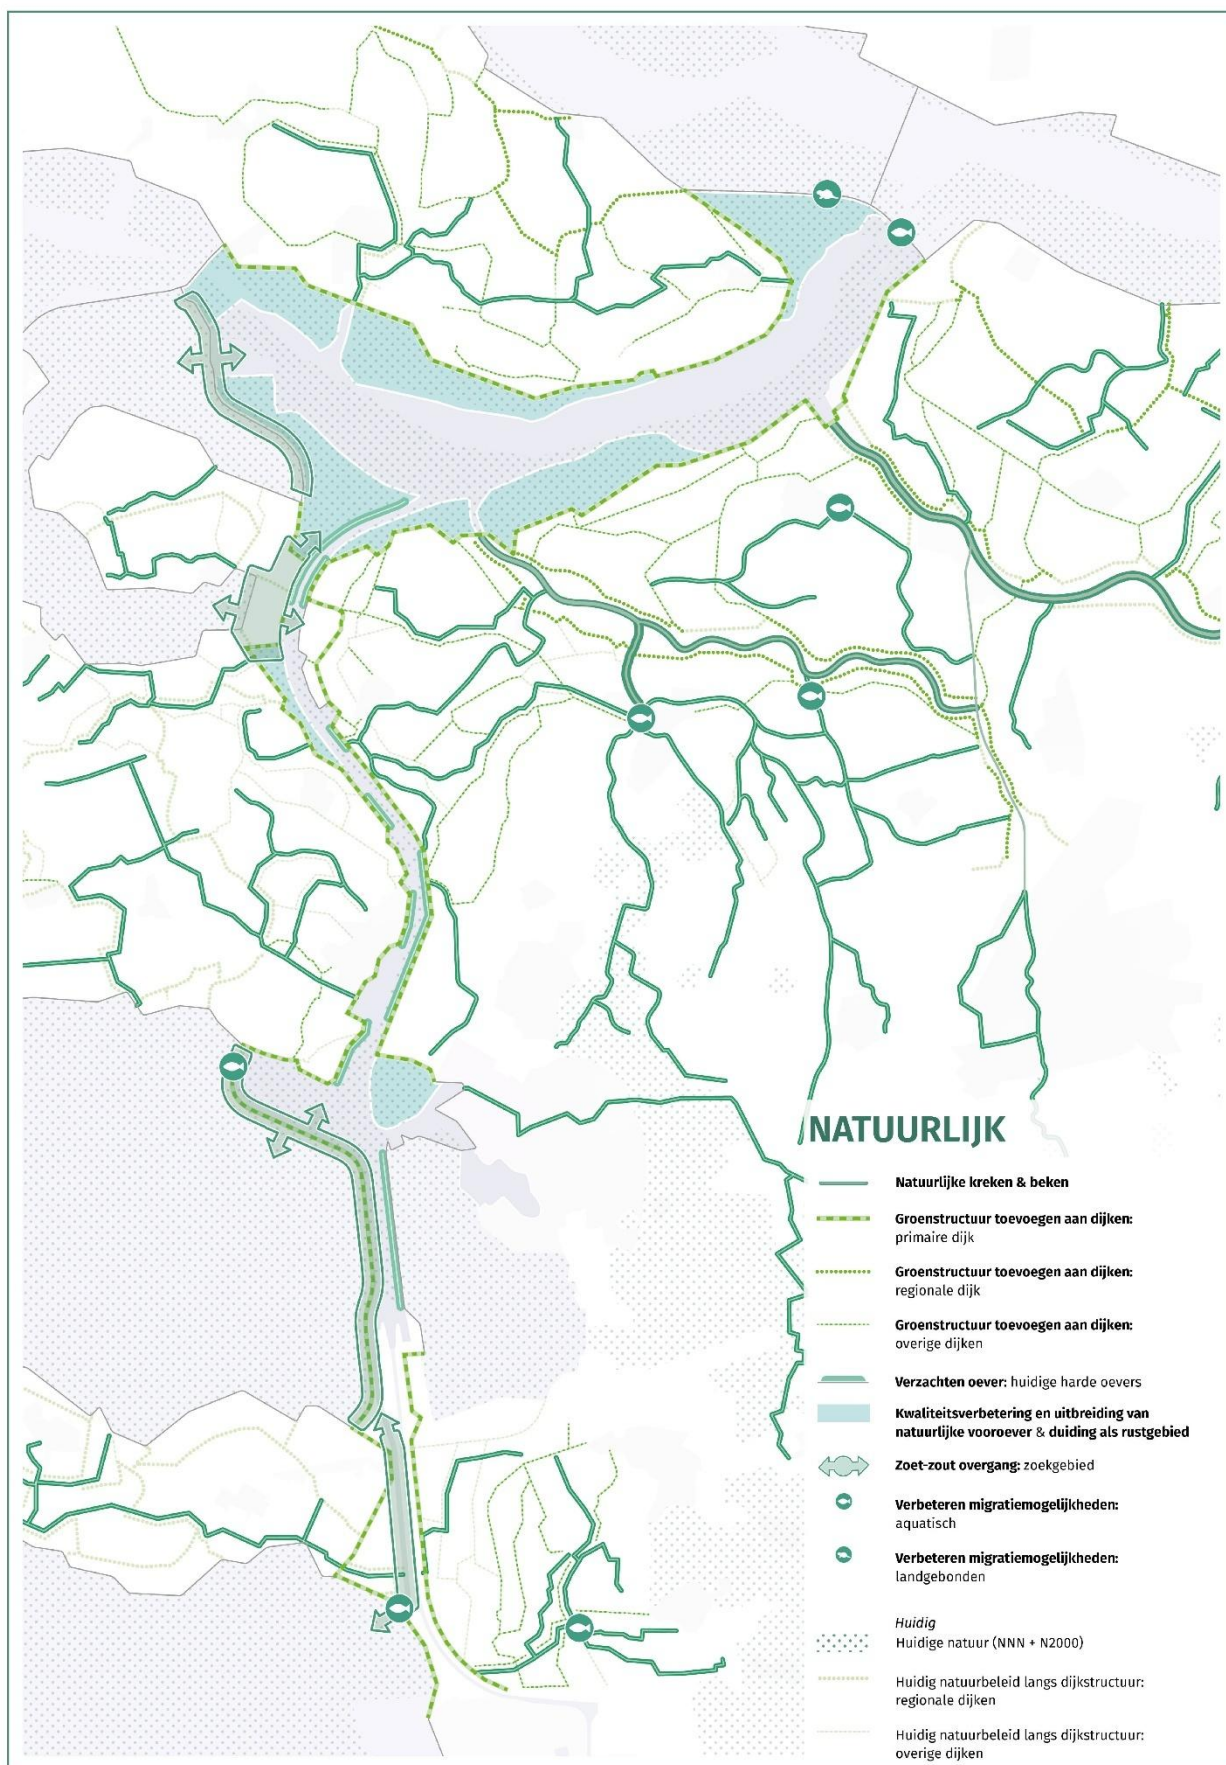 NATUURLIJK
Natuurlijke kreken & beken
Groenstructuur toevoegen aan dijken:
primaire dijk
Groenstructuur toevoegen aan dijken:
regionale dijk
Groenstructuur toevoegen aan dijken:
overige dijken
Verzachten oever: huidige harde oevers
Kwaliteitsverbetering en uitbreiding van
natuurlijke vooroever & duiding als rustgebied
Zoet-zout overgang: zoekgebied
Verbeteren migratiemogelijkheden:
aquatisch
Verbeteren migratiemogelijkheden:
landgebonden
Huidig
Huidige natuur (NNN + N2000)
Huidig natuurbeleid langs dijkstructuur:
regionale dijken
Huidig natuurbeleid langs dijkstructuur:
overige dijken